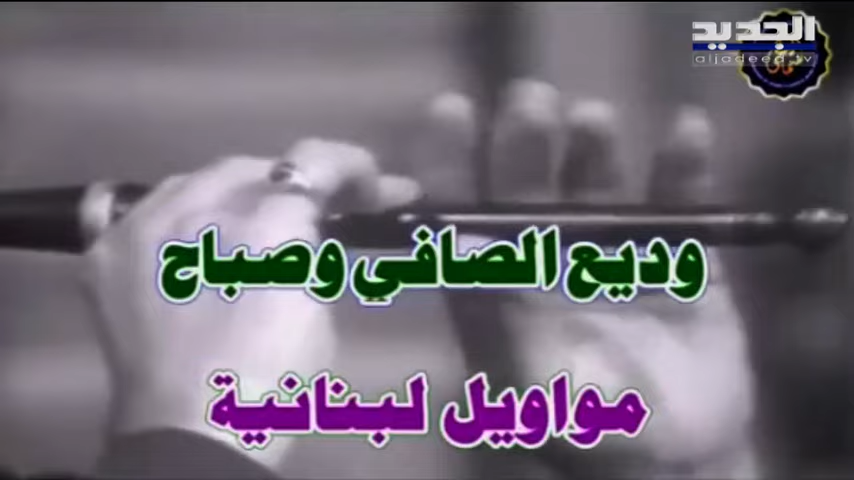 الجديد
aljadeed.tv
وديع الصافي وصباح
مواويل لبنانية